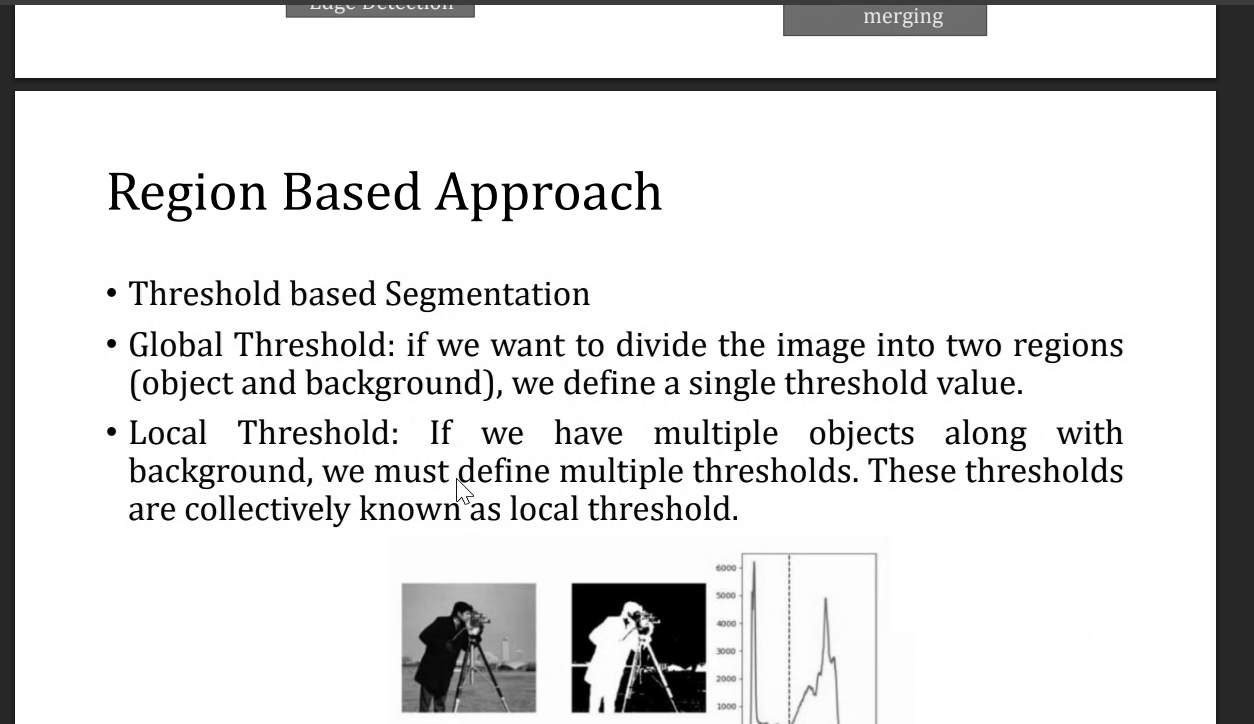 Edge Detection
merging
Region Based Approach
• Threshold based Segmentation
• Global Threshold: if we want to divide the image into two regions
(object and background), we define a single threshold value.
• Local Threshold: If we have multiple objects along with
background, we must define multiple thresholds. These thresholds
are collectively known as local threshold.
6000
5000
4000
3000
2000
1000